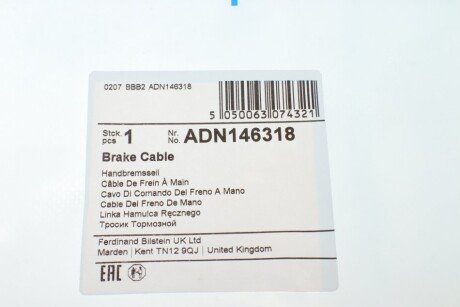 0207 BBB2 ADN146318
5 050063 074321
Stck. pcs 1 Nr. No. ADN146318
Brake Cable
Handbremsseil
Câble De Frein À Main
Cavo Di Comando Del Freno A Mano
Cable Del Freno De Mano
Linka Hamulca Ręcznego
Тросик Тормозной
Ferdinand Bilstein UK Ltd
Marden | Kent TN12 9QJ | United Kingdom
EAC